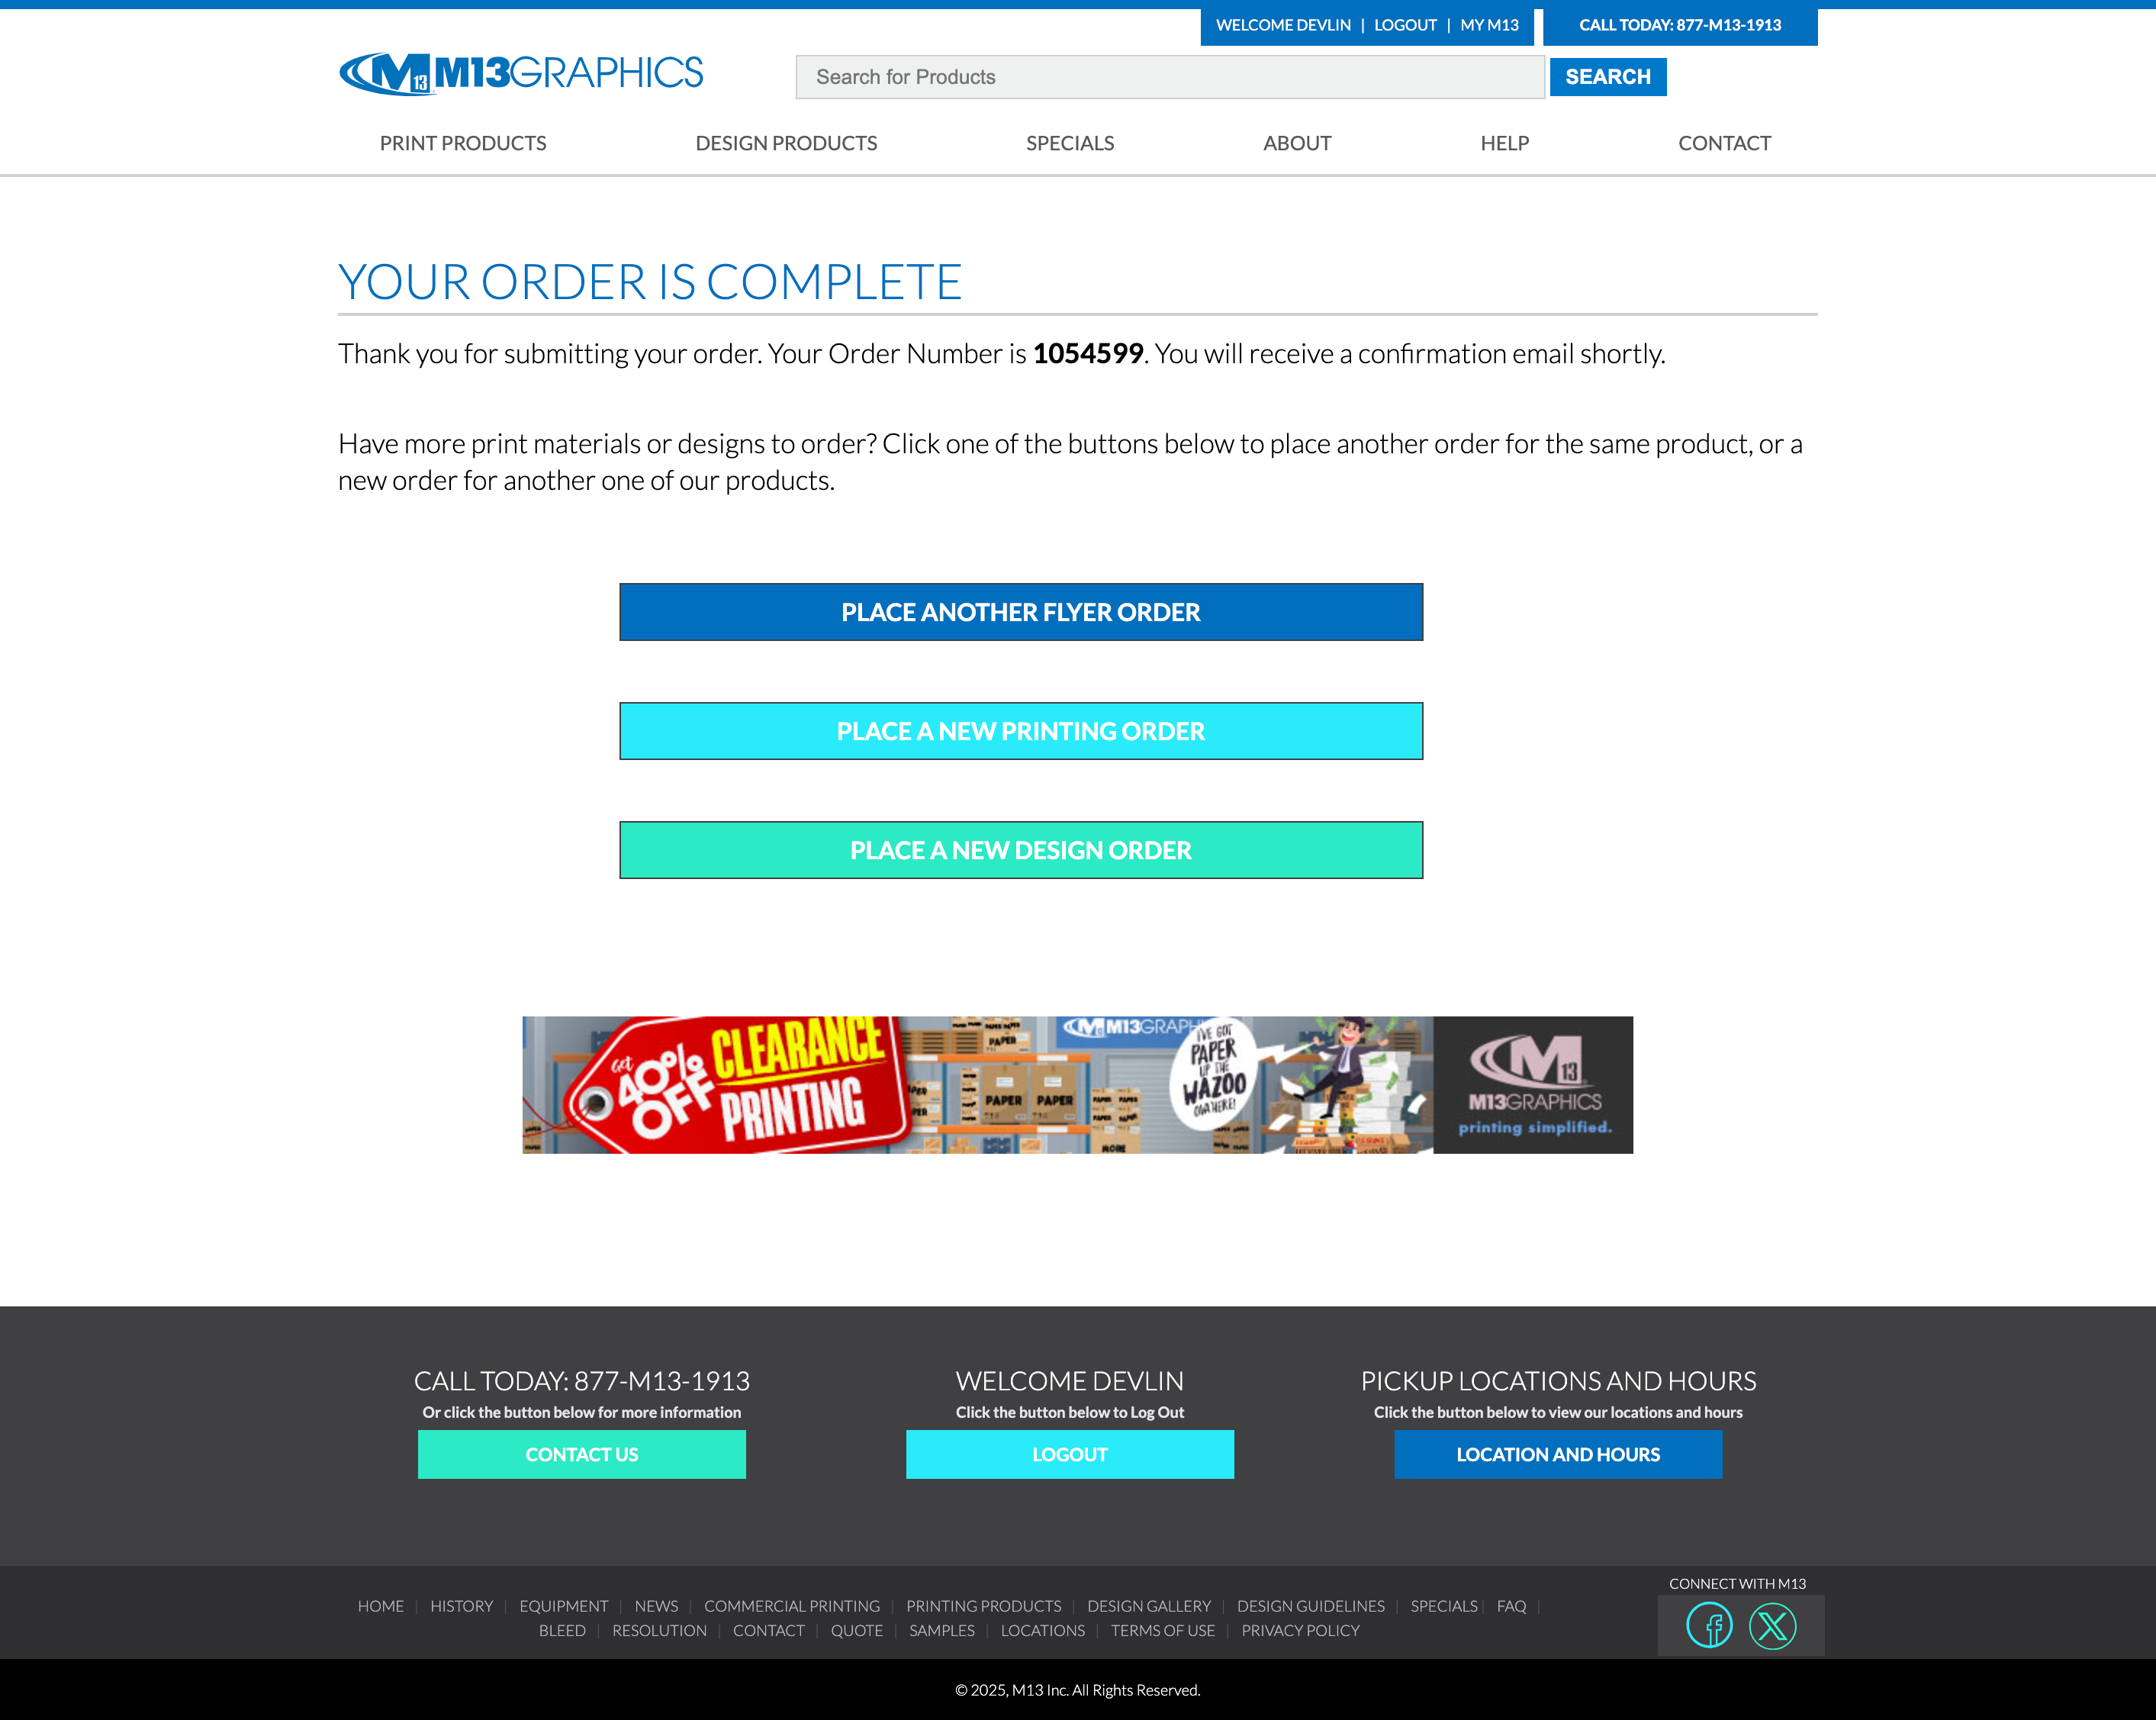 WELCOME DEVLIN | LOGOUT | MY M13
CALL TODAY: 877-M13-1913
M 13 M13GRAPHICS
Search for Products
SEARCH
PRINT PRODUCTS
DESIGN PRODUCTS
SPECIALS
ABOUT
HELP
CONTACT
YOUR ORDER IS COMPLETE
Thank you for submitting your order. Your Order Number is 1054599. You will receive a confirmation email shortly.
Have more print materials or designs to order? Click one of the buttons below to place another order for the same product, or a
new order for another one of our products.
PLACE ANOTHER FLYER ORDER
PLACE A NEW PRINTING ORDER
PLACE A NEW DESIGN ORDER
Get
40%
OFF
CLEARANCE
PRINTING
PAPER
PAPER
PAPER
MORE
M13GRAPH
I'VE GOT
PAPER
UP THE
WAZOO
OVA HERE!
M 13
M13GRAPHICS
printing simplified.
CALL TODAY: 877-M13-1913
Or click the button below for more information
CONTACT US
WELCOME DEVLIN
Click the button below to Log Out
LOGOUT
PICKUP LOCATIONS AND HOURS
Click the button below to view our locations and hours
LOCATION AND HOURS
HOME | HISTORY | EQUIPMENT | NEWS | COMMERCIAL PRINTING | PRINTING PRODUCTS | DESIGN GALLERY | DESIGN GUIDELINES | SPECIALS | FAQ |
BLEED | RESOLUTION | CONTACT | QUOTE | SAMPLES | LOCATIONS | TERMS OF USE | PRIVACY POLICY
CONNECT WITH M13
© 2025, M13 Inc. All Rights Reserved.